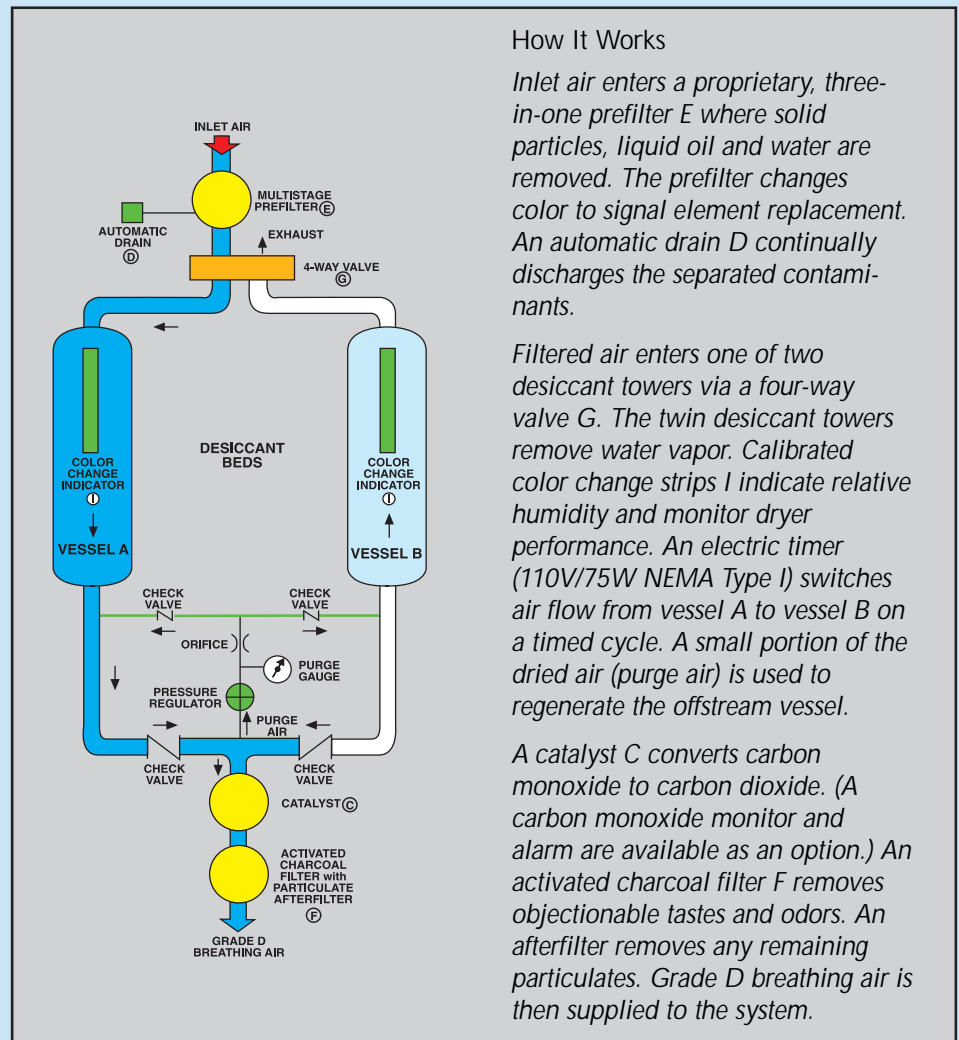 INLET AIR
MULTISTAGE
PREFILTER Ⓔ
AUTOMATIC
DRAIN
Ⓓ
EXHAUST
4-WAY VALVE
Ⓖ
COLOR
CHANGE
INDICATOR
Ⓘ
VESSEL A
DESICCANT
BEDS
COLOR
CHANGE
INDICATOR
Ⓘ
VESSEL B
CHECK
VALVE
CHECK
VALVE
ORIFICE
PURGE
GAUGE
PRESSURE
REGULATOR
PURGE
AIR
CHECK
VALVE
CHECK
VALVE
CATALYST Ⓒ
ACTIVATED
CHARCOAL
FILTER with
PARTICULATE
AFTERFILTER
Ⓕ
GRADE D
BREATHING AIR
How It Works
Inlet air enters a proprietary, three-
in-one prefilter E where solid
particles, liquid oil and water are
removed. The prefilter changes
color to signal element replacement.
An automatic drain D continually
discharges the separated contami-
nants.
Filtered air enters one of two
desiccant towers via a four-way
valve G. The twin desiccant towers
remove water vapor. Calibrated
color change strips I indicate relative
humidity and monitor dryer
performance. An electric timer
(110V/75W NEMA Type I) switches
air flow from vessel A to vessel B on
a timed cycle. A small portion of the
dried air (purge air) is used to
regenerate the offstream vessel.
A catalyst C converts carbon
monoxide to carbon dioxide. (A
carbon monoxide monitor and
alarm are available as an option.) An
activated charcoal filter F removes
objectionable tastes and odors. An
afterfilter removes any remaining
particulates. Grade D breathing air is
then supplied to the system.